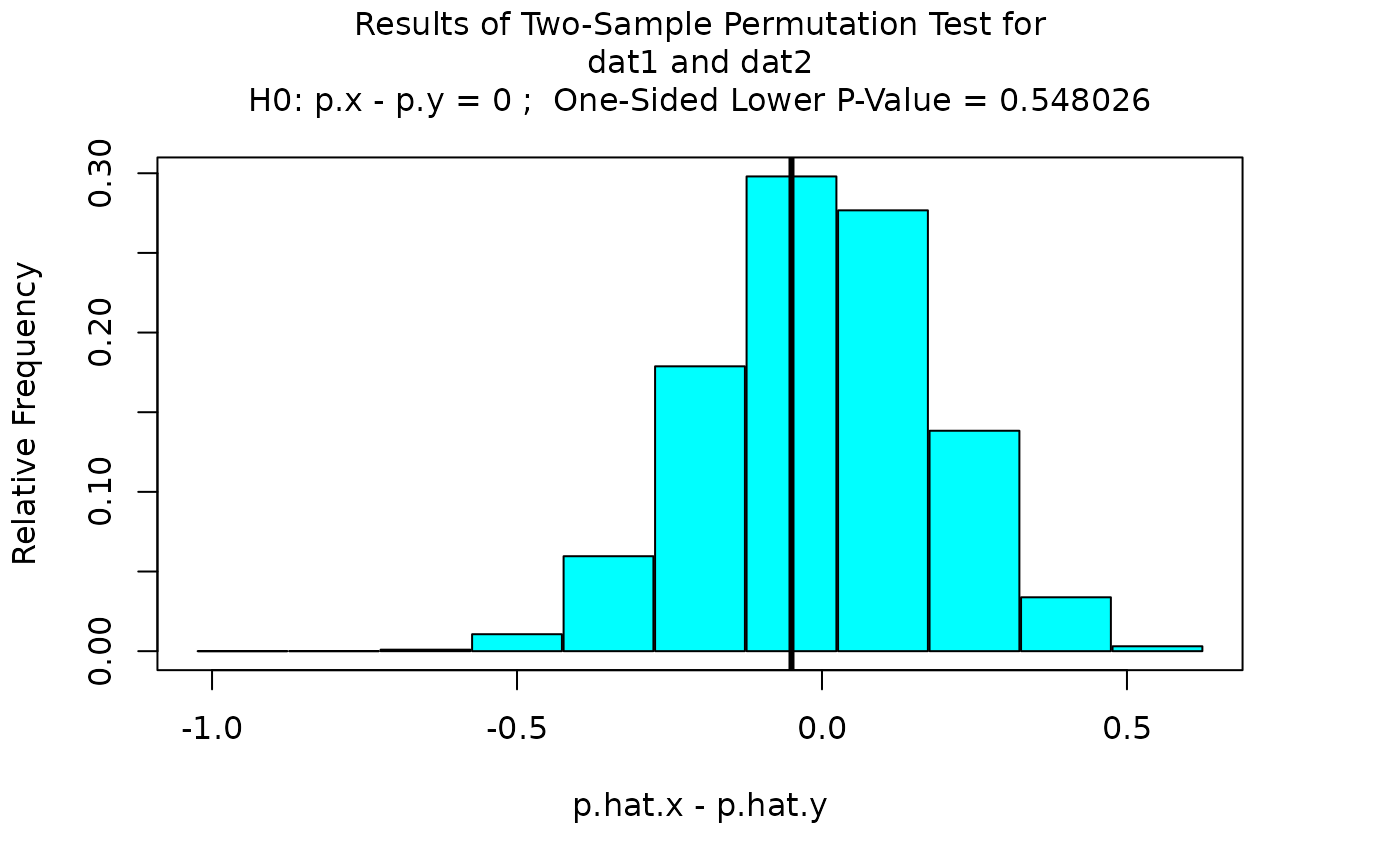 Results of Two-Sample Permutation Test for
dat1 and dat2
H0: p.x - p.y = 0 ;  One-Sided Lower P-Value = 0.548026
Relative Frequency
0.30
0.20
0.10
0.00
-1.0
-0.5
0.0
0.5
p.hat.x - p.hat.y